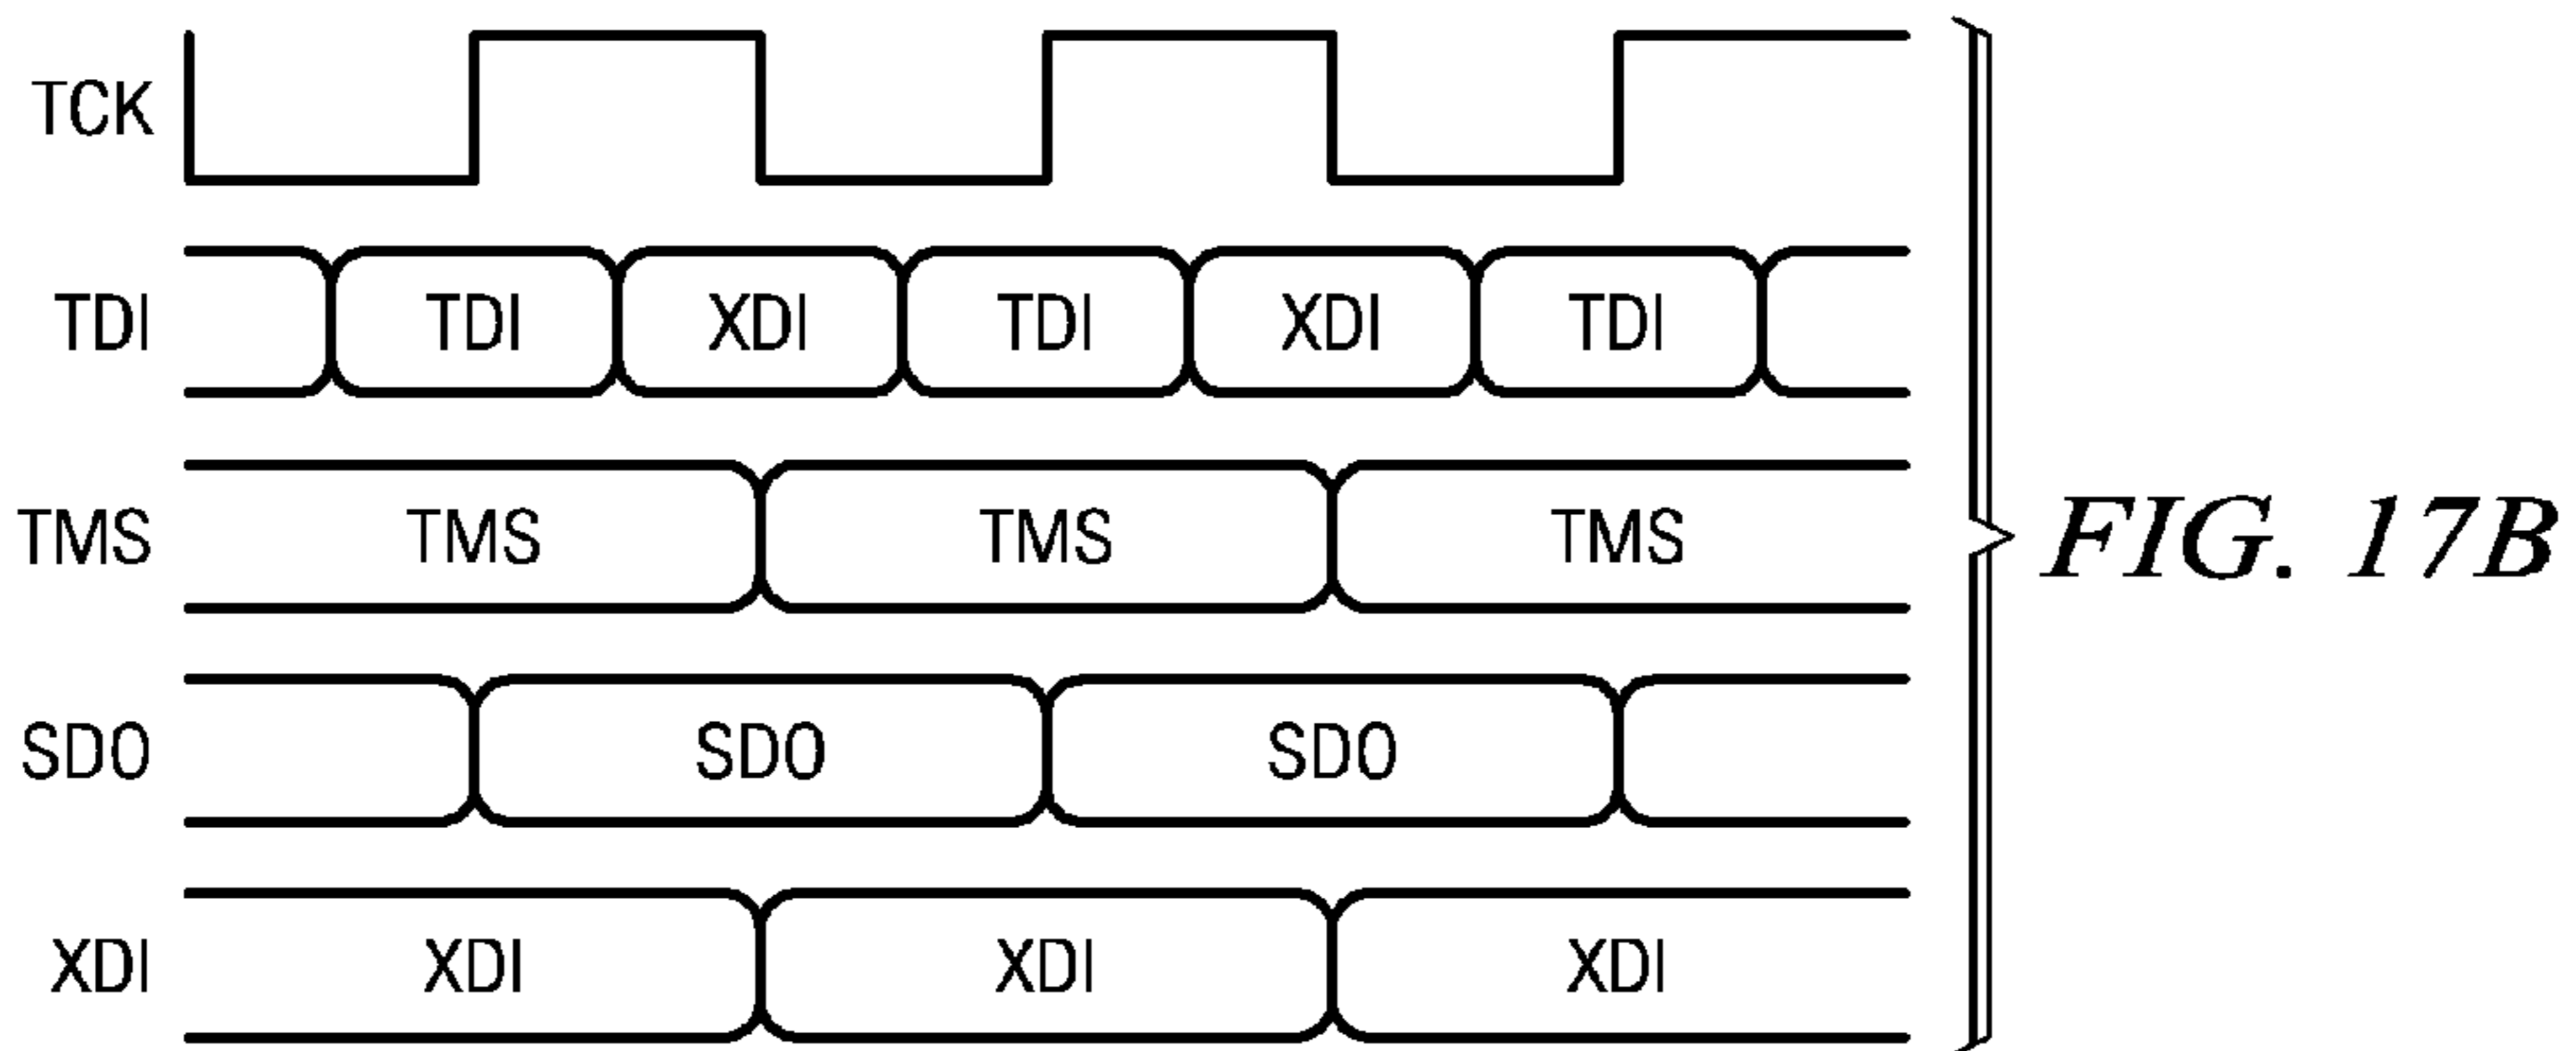 TCK
TDI TDI XDI TDI XDI TDI
TMS TMS TMS TMS
FIG. 17B
SDO SDO SDO
XDI XDI XDI XDI